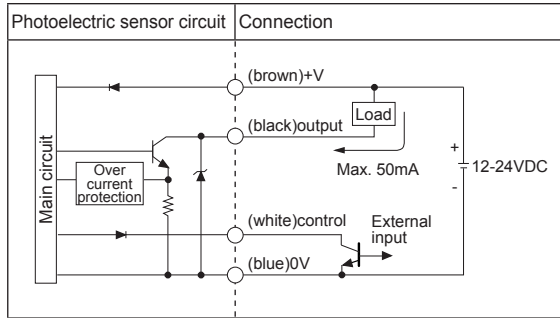 Photoelectric sensor circuit
Connection
(brown)+V
Load
(black)output
Main circuit
Over
current
protection
Max. 50mA
+
12-24VDC
-
(white)control
External
input
(blue)0V